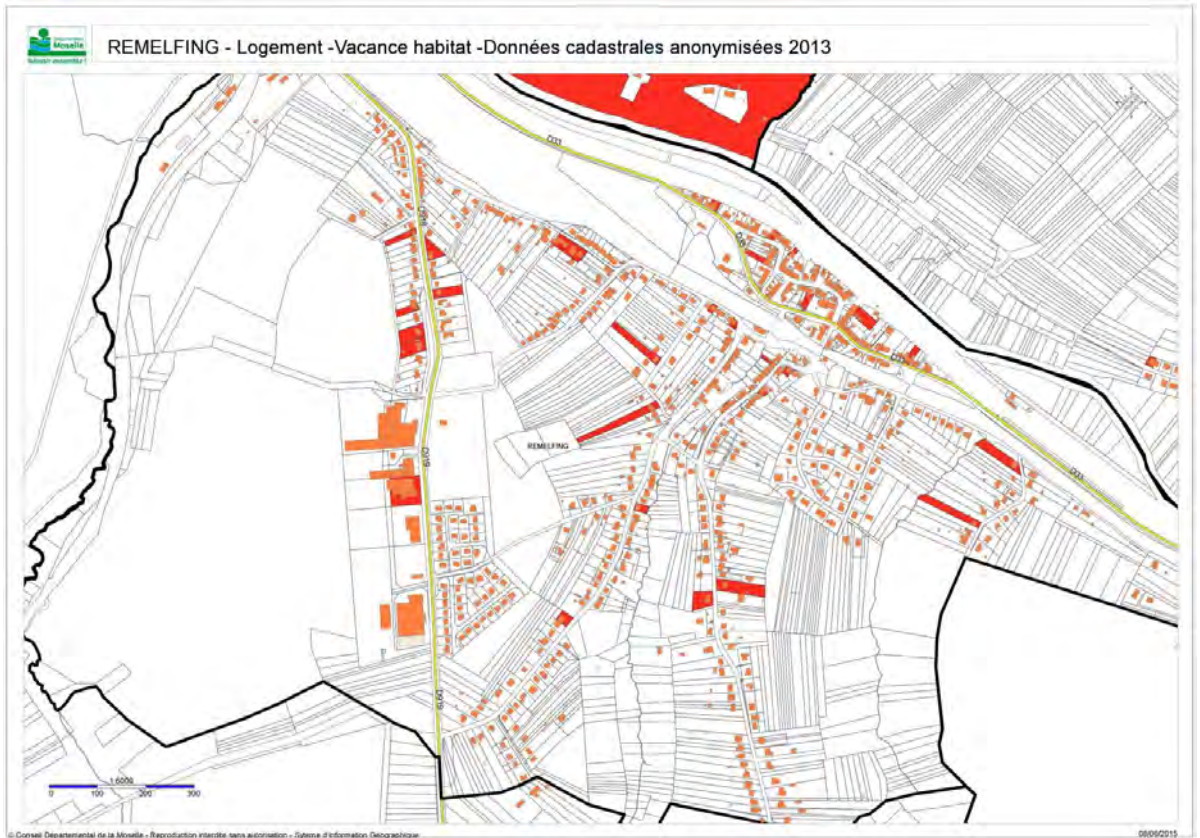 Moselle
REMELFING - Logement -Vacance habitat -Données cadastrales anonymisées 2013
D33
D919
D33
D33
REMELFING
D919
D33
D919
1:6000
0 100 200 300
© Conseil Départemental de la Moselle - Reproduction interdite sans autorisation - Système d'Information Géographique
08/06/2015